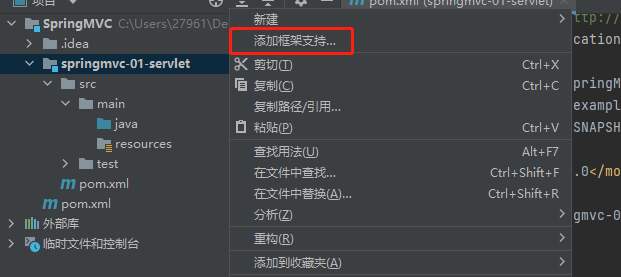 项目
pom.xml (springmvc-01-servlet)
SpringMVC C:\Users\27961\De
.idea
springmvc-01-servlet
src
main
java
resources
test
pom.xml
pom.xml
外部库
临时文件和控制台
新建
添加框架支持...
剪切(T) Ctrl+X
复制(C) Ctrl+C
复制路径/引用...
粘贴(P) Ctrl+V
查找用法(U) Alt+F7
在文件中查找... Ctrl+Shift+F
在文件中替换(A)... Ctrl+Shift+R
分析(Z)
重构(R)
添加到收藏夹(A)
ttp://
cation
pringM
exampl
SNAPSH
.0</mo
gmvc-0